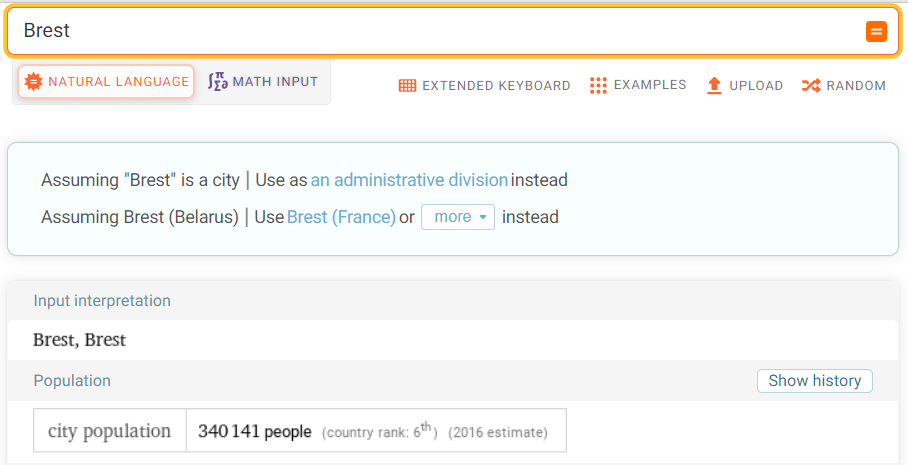 Brest
NATURAL LANGUAGE MATH INPUT EXTENDED KEYBOARD EXAMPLES UPLOAD RANDOM
Assuming "Brest" is a city | Use as an administrative division instead
Assuming Brest (Belarus) | Use Brest (France) or more instead
Input interpretation
Brest, Brest
Population Show history
city population 340 141 people (country rank: 6th) (2016 estimate)